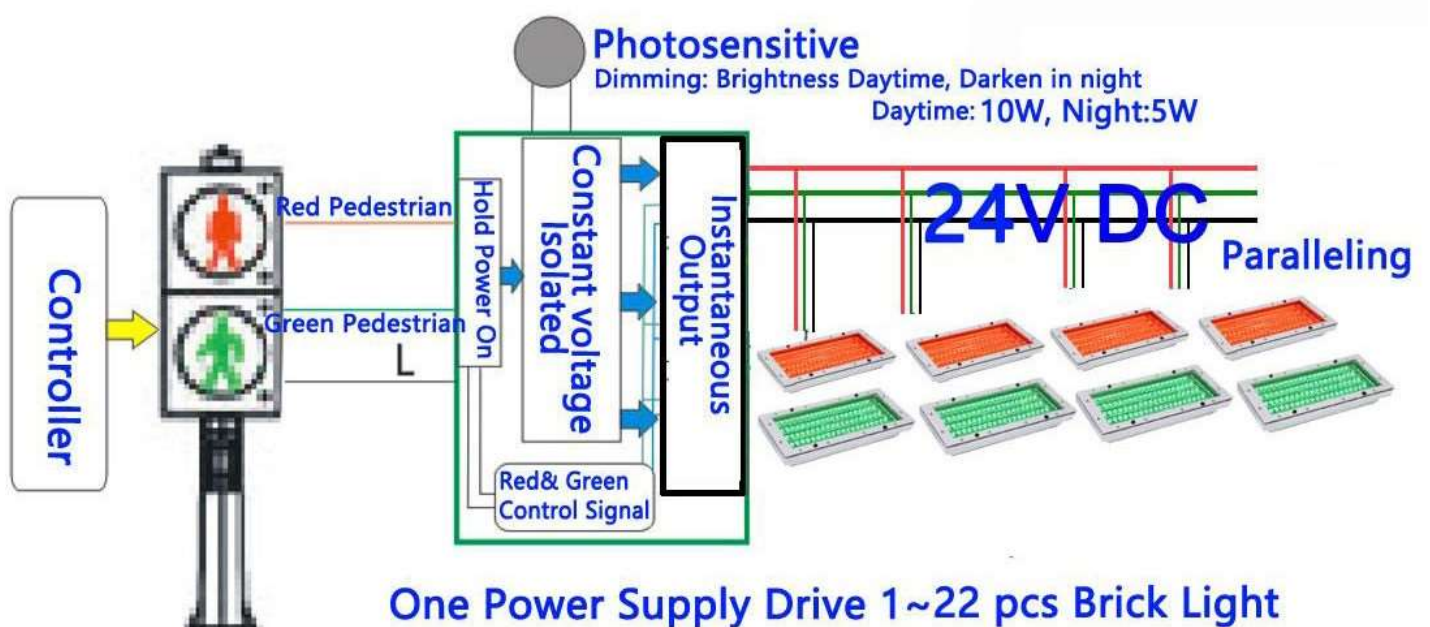 Photosensitive
Dimming: Brightness Daytime, Darken in night
Daytime: 10W, Night:5W
Controller
Red Pedestrian
Green Pedestrian
L
Hold Power On
Constant voltage
Isolated
Instantaneous
Output
Red& Green
Control Signal
24V DC
Paralleling
One Power Supply Drive 1~22 pcs Brick Light